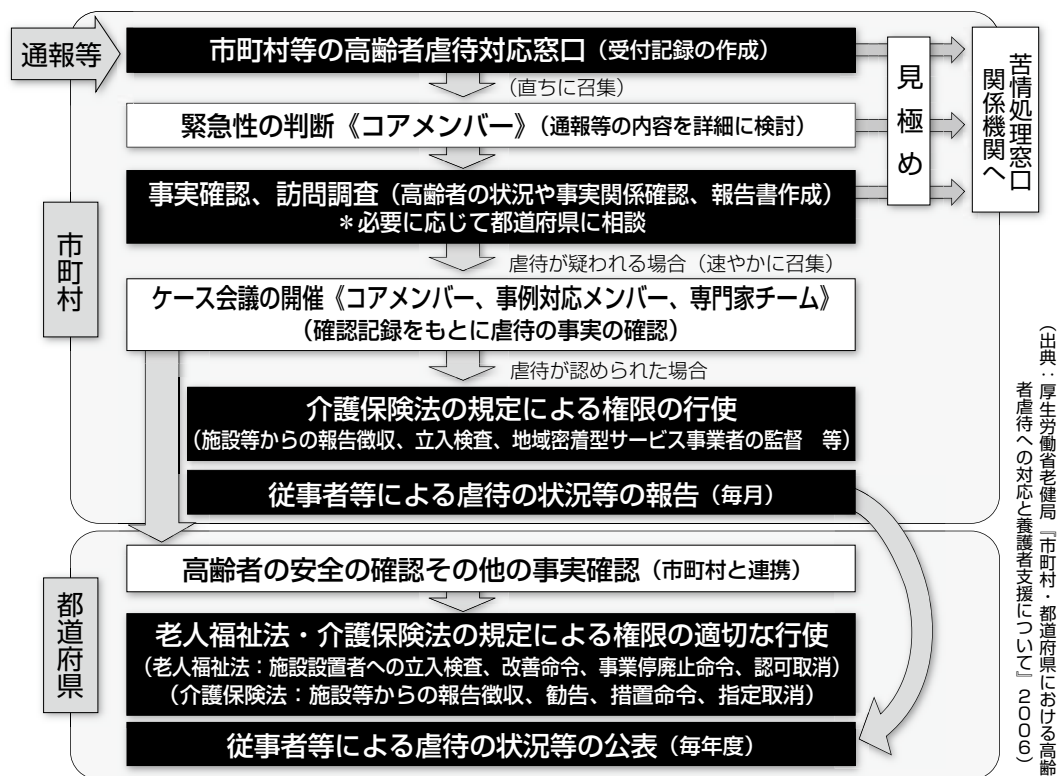 通報等
市町村等の高齢者虐待対応窓口（受付記録の作成）
（直ちに召集）
緊急性の判断《コアメンバー》（通報等の内容を詳細に検討）
事実確認、訪問調査（高齢者の状況や事実関係確認、報告書作成）
＊必要に応じて都道府県に相談
見極め
苦情処理窓口
関係機関へ
市町村
虐待が疑われる場合（速やかに召集）
ケース会議の開催《コアメンバー、事例対応メンバー、専門家チーム》
（確認記録をもとに虐待の事実の確認）
虐待が認められた場合
介護保険法の規定による権限の行使
（施設等からの報告徴収、立入検査、地域密着型サービス事業者の監督　等）
従事者等による虐待の状況等の報告（毎月）
都道府県
高齢者の安全の確認その他の事実確認（市町村と連携）
老人福祉法・介護保険法の規定による権限の適切な行使
（老人福祉法：施設設置者への立入検査、改善命令、事業停廃止命令、認可取消）
（介護保険法：施設等からの報告徴収、勧告、措置命令、指定取消）
従事者等による虐待の状況等の公表（毎年度）
（出典：厚生労働省老健局『市町村・都道府県における高齢
者虐待への対応と養護者支援について』2006）